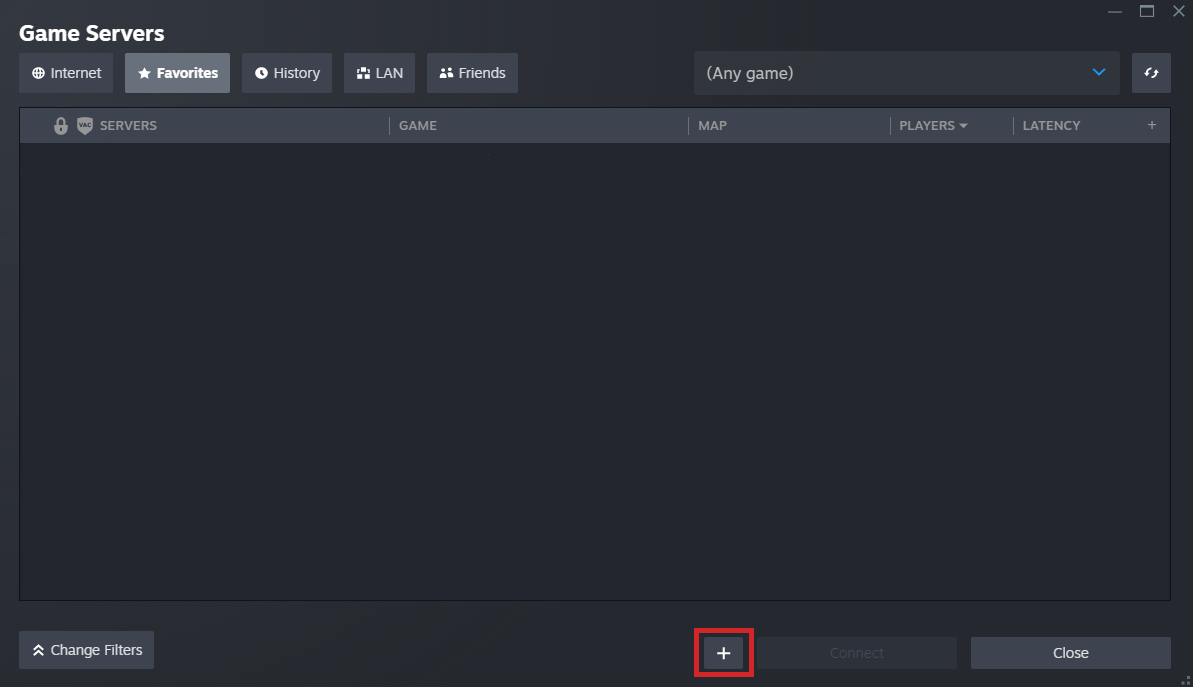 Game Servers
Internet Favorites History LAN Friends (Any game)
VAC SERVERS GAME MAP PLAYERS LATENCY +
Change Filters + Connect Close